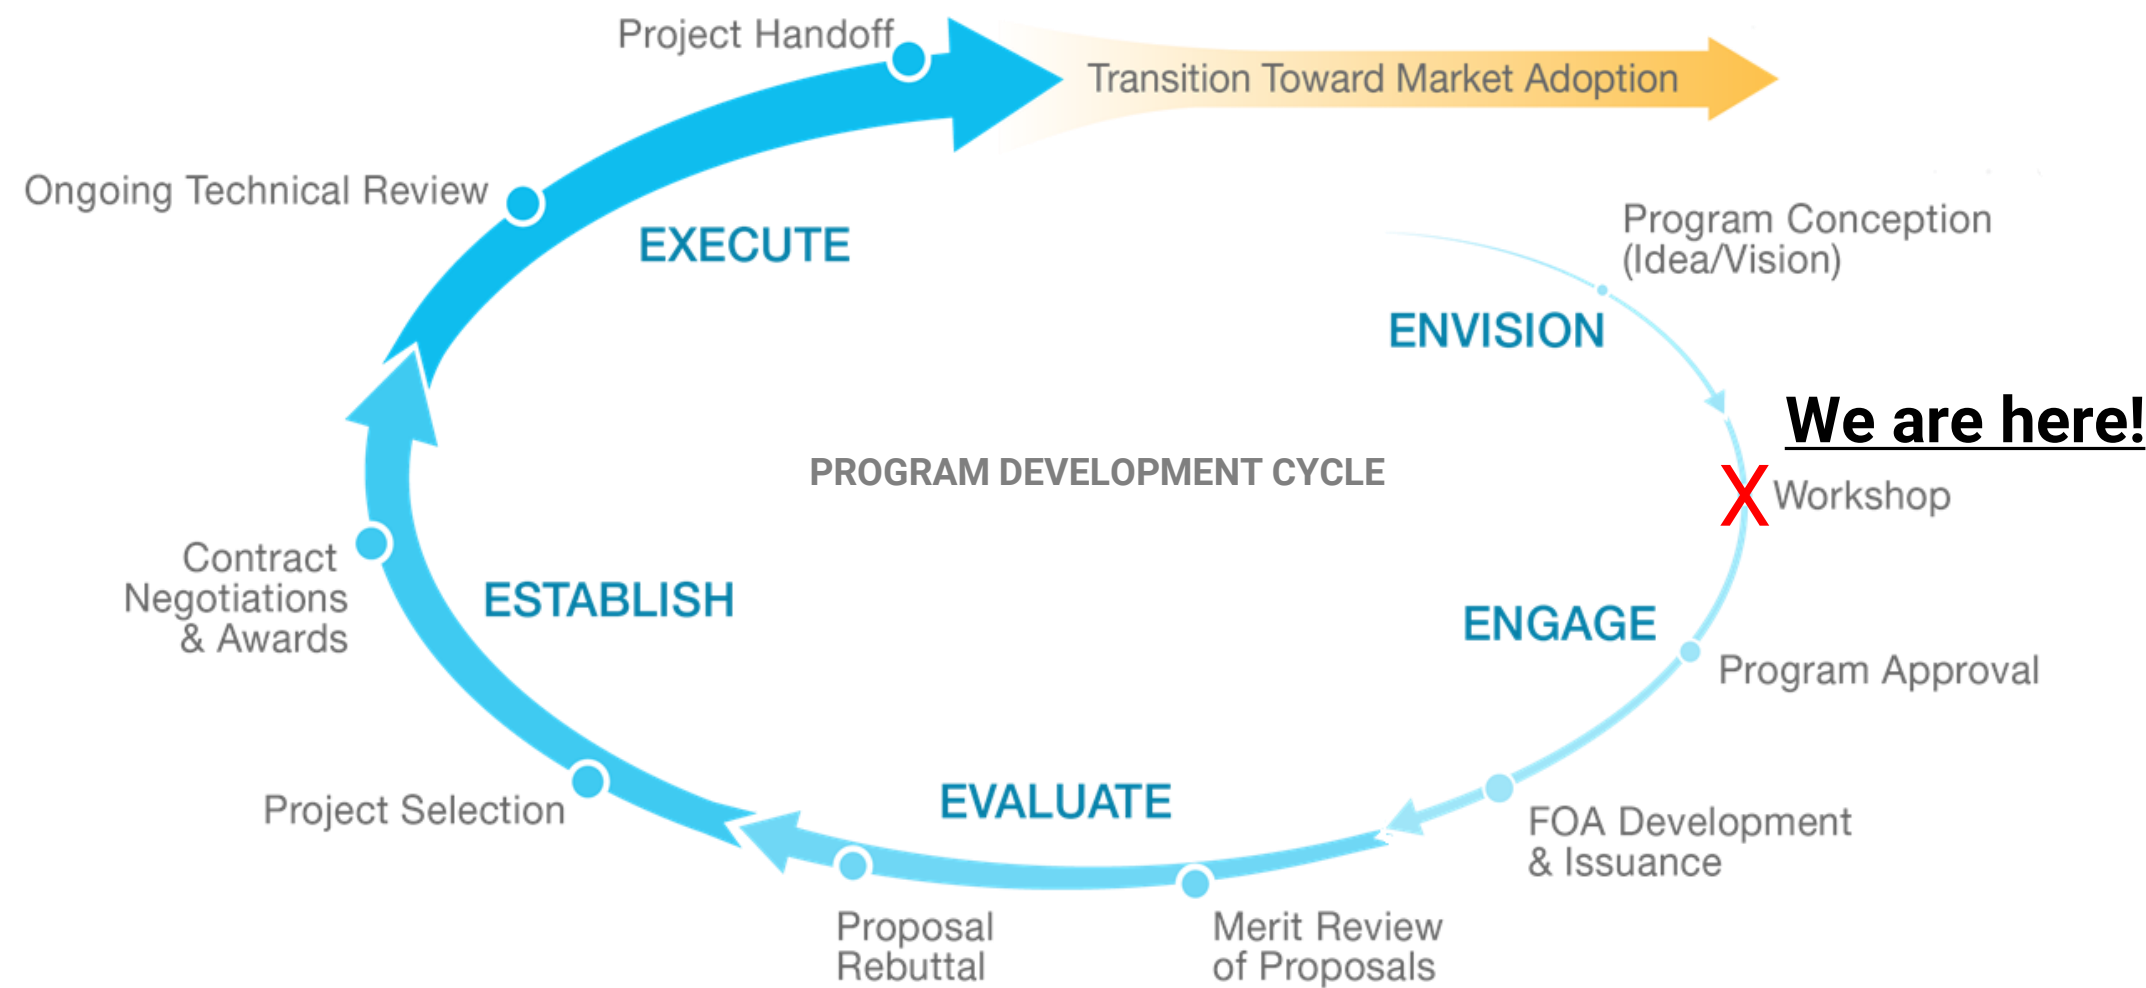 Project Handoff
Transition Toward Market Adoption
Ongoing Technical Review
EXECUTE
Program Conception
(Idea/Vision)
ENVISION
We are here!
PROGRAM DEVELOPMENT CYCLE
X Workshop
Contract
Negotiations
& Awards
ESTABLISH
ENGAGE
Program Approval
Project Selection
EVALUATE
FOA Development
& Issuance
Proposal
Rebuttal
Merit Review
of Proposals